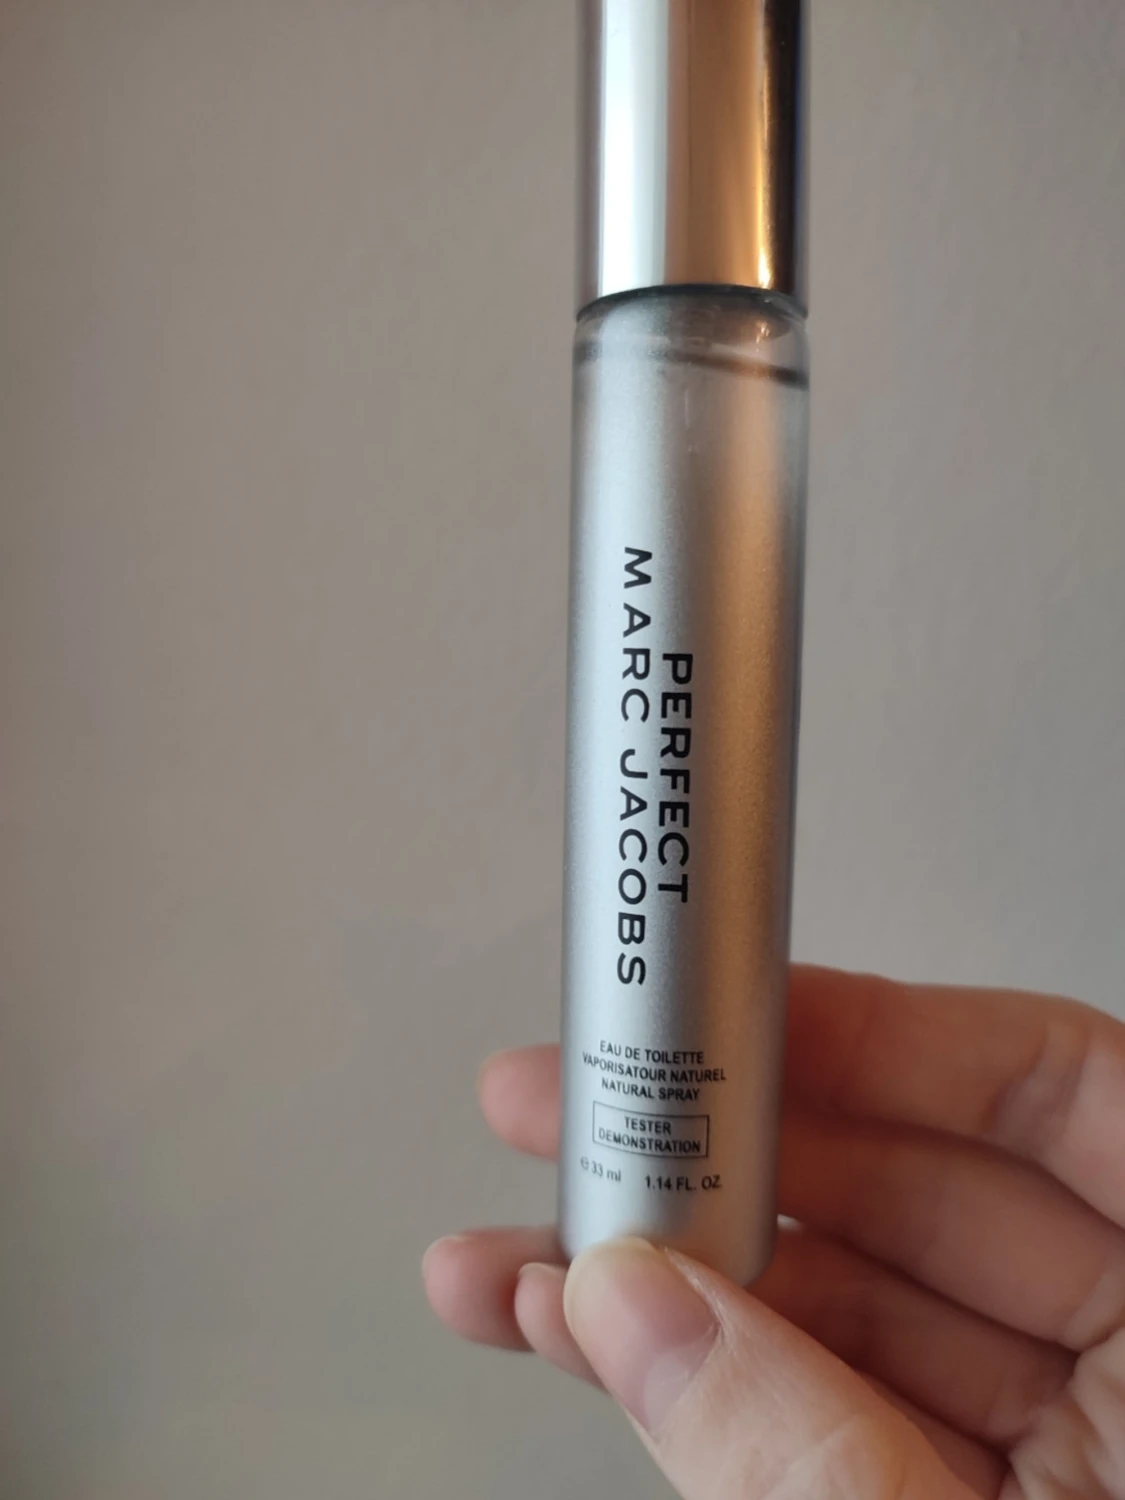 PERFECT
MARC JACOBS
EAU DE TOILETTE
VAPORISATOUR NATUREL
NATURAL SPRAY
TESTER
DEMONSTRATION
℮ 33 ml 1.14 FL. OZ.